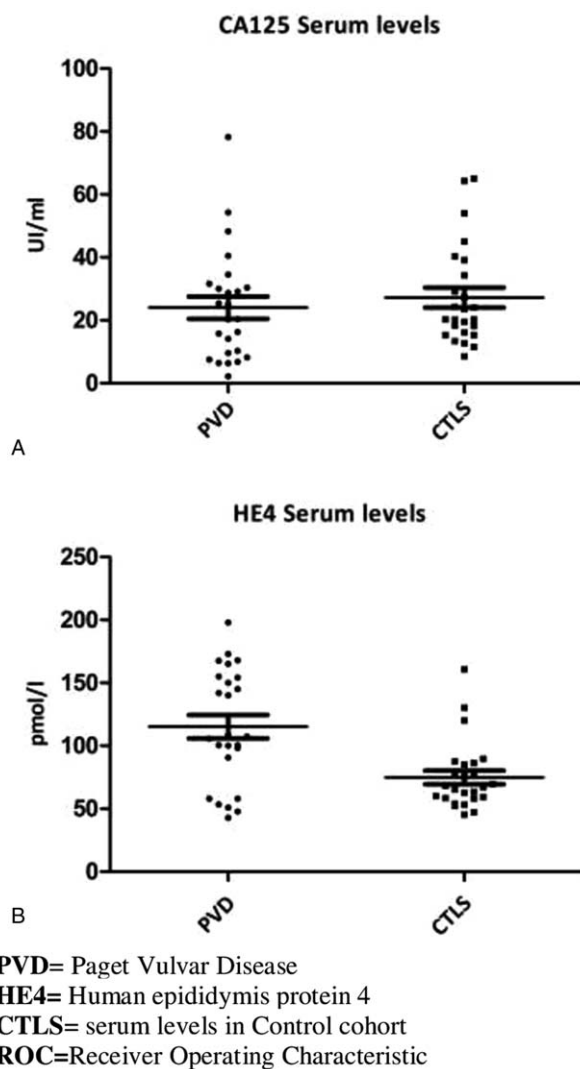 CA125 Serum levels
100
80
60
40
20
0
UI/ml
PVD
CTLS
A
HE4 Serum levels
250
200
150
100
50
0
pmol/l
PVD
CTLS
B
PVD= Paget Vulvar Disease
HE4= Human epididymis protein 4
CTLS= serum levels in Control cohort
ROC=Receiver Operating Characteristic